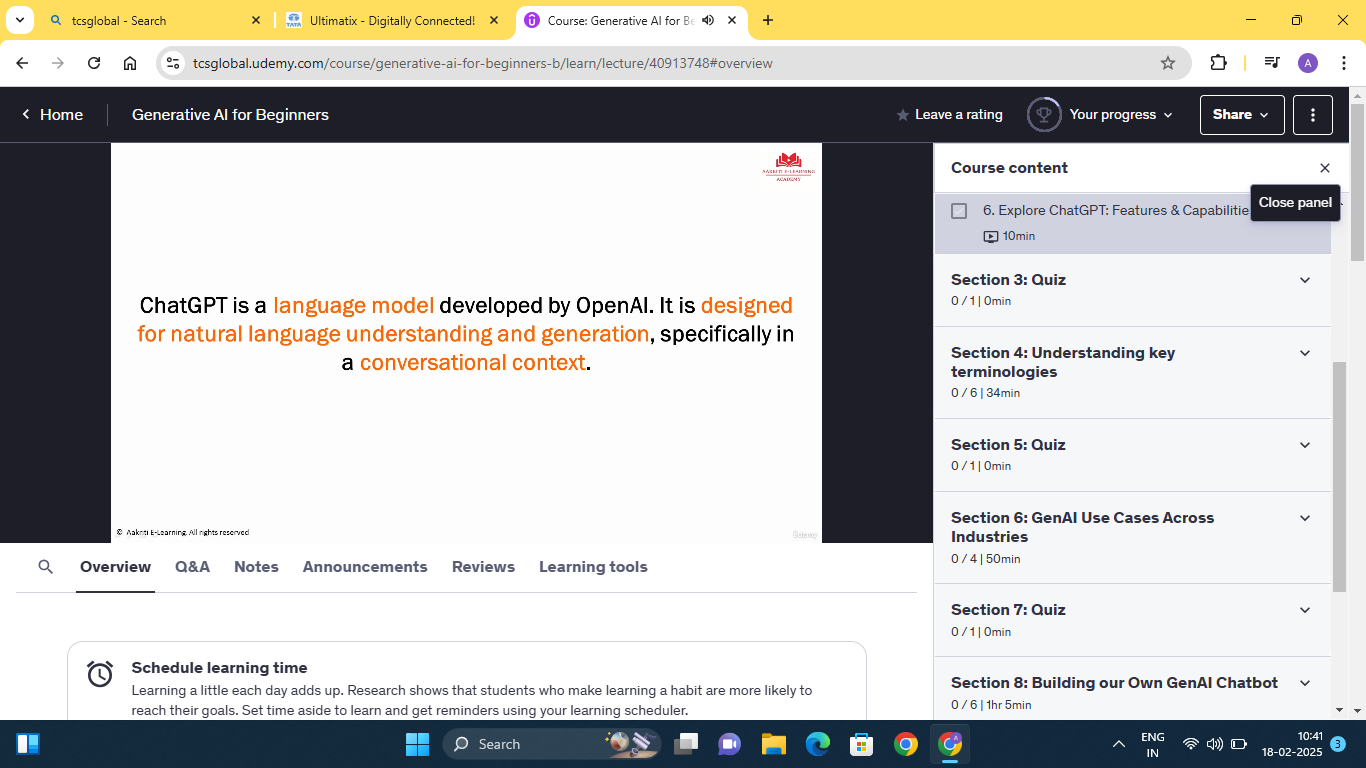 tcsglobal - Search
Ultimatix - Digitally Connected!
Course: Generative AI for Be
tcsglobal.udemy.com/course/generative-ai-for-beginners-b/learn/lecture/40913748#overview
A
Home
Generative AI for Beginners
Leave a rating
Your progress
Share
AAKRITI E-LEARNING
ACADEMY
ChatGPT is a language model developed by OpenAI. It is designed
for natural language understanding and generation, specifically in
a conversational context.
© Aakriti E-Learning. All rights reserved
Udemy
Course content
Close panel
6. Explore ChatGPT: Features & Capabilitie
10min
Section 3: Quiz
0 / 1 | 0min
Section 4: Understanding key
terminologies
0 / 6 | 34min
Section 5: Quiz
0 / 1 | 0min
Section 6: GenAI Use Cases Across
Industries
0 / 4 | 50min
Section 7: Quiz
0 / 1 | 0min
Section 8: Building our Own GenAI Chatbot
0 / 6 | 1hr 5min
Overview
Q&A
Notes
Announcements
Reviews
Learning tools
Schedule learning time
Learning a little each day adds up. Research shows that students who make learning a habit are more likely to
reach their goals. Set time aside to learn and get reminders using your learning scheduler.
Search
ENG
IN
10:41
18-02-2025
3